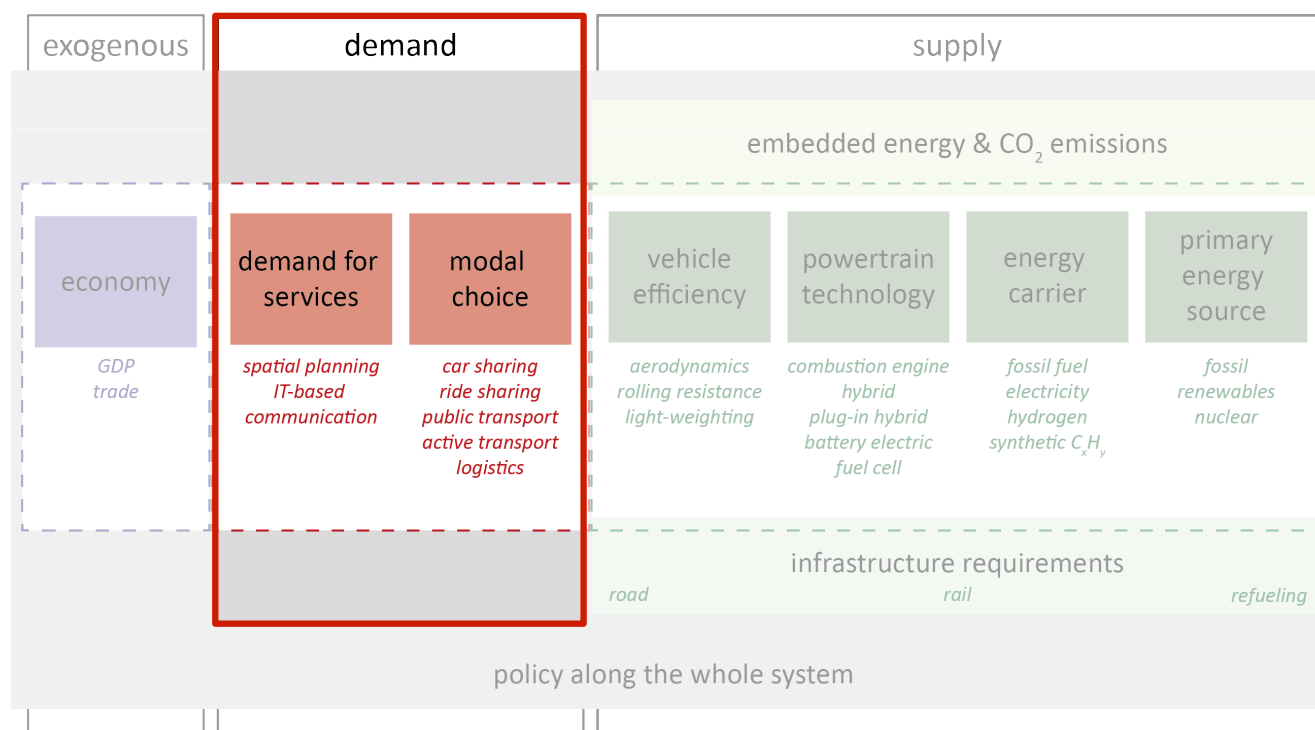 exogenous
demand
supply
embedded energy & CO₂ emissions
economy
GDP
trade
demand for
services
spatial planning
IT-based
communication
modal
choice
car sharing
ride sharing
public transport
active transport
logistics
vehicle
efficiency
aerodynamics
rolling resistance
light-weighting
powertrain
technology
combustion engine
hybrid
plug-in hybrid
battery electric
fuel cell
energy
carrier
fossil fuel
electricity
hydrogen
synthetic CₓHᵧ
primary
energy
source
fossil
renewables
nuclear
infrastructure requirements
road
rail
refueling
policy along the whole system